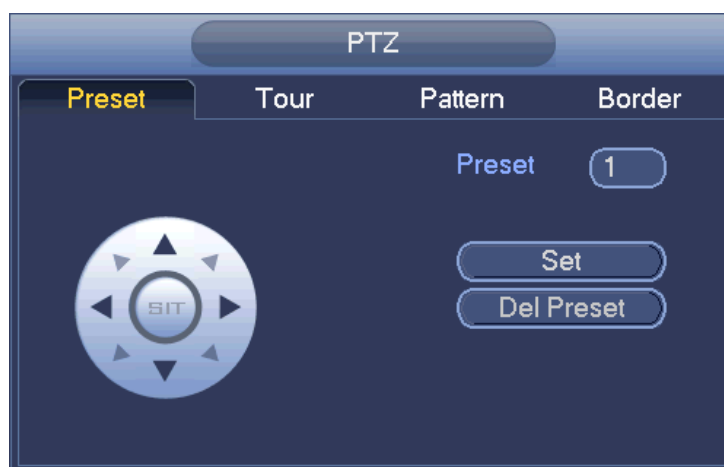 PTZ
Preset Tour Pattern Border
Preset 1
Set
SIT
Del Preset